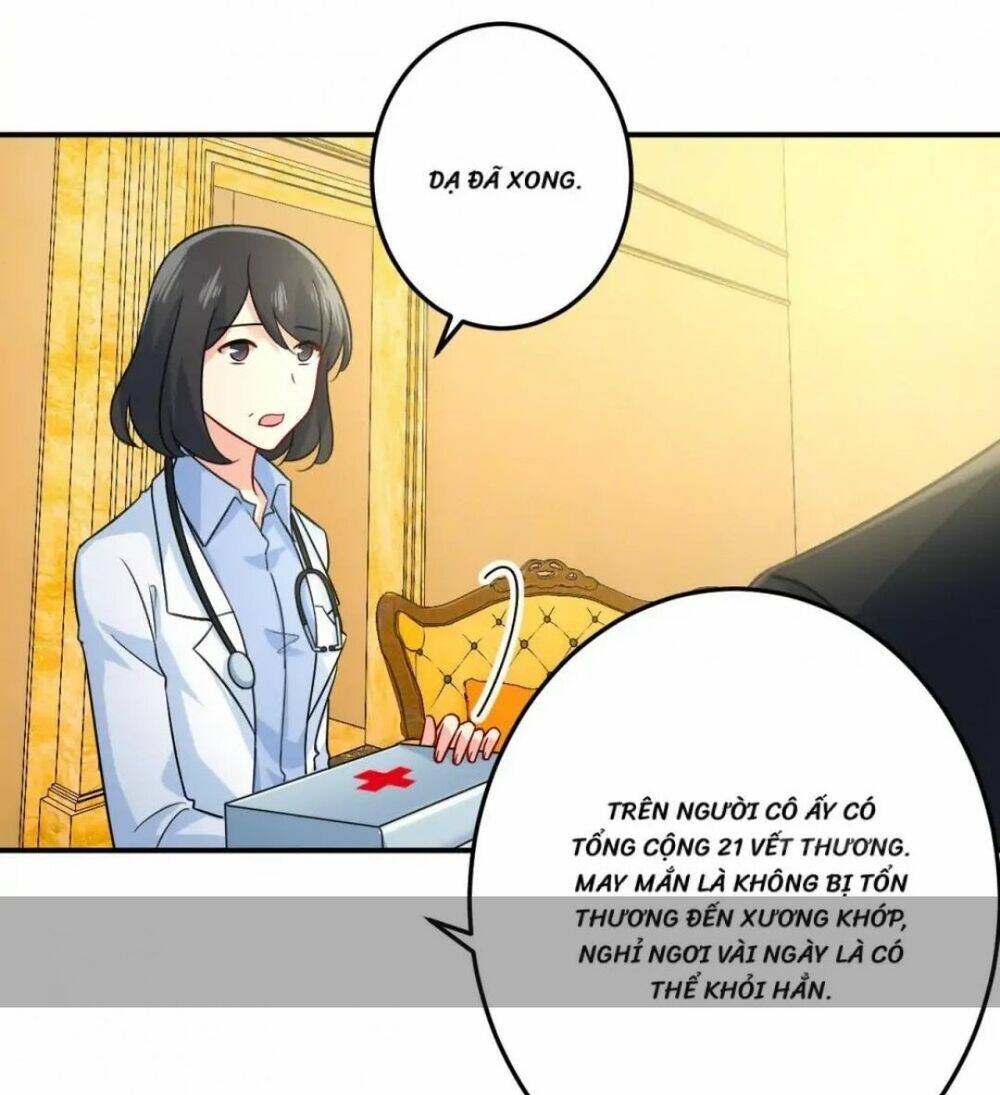 DẠ ĐÃ XONG.
TRÊN NGƯỜI CÔ ẤY CÓ
TỔNG CỘNG 21 VẾT THƯƠNG.
MAY MẮN LÀ KHÔNG BỊ TỔN
THƯƠNG ĐẾN XƯƠNG KHỚP,
NGHỈ NGƠI VÀI NGÀY LÀ CÓ
THỂ KHỎI HẲN.